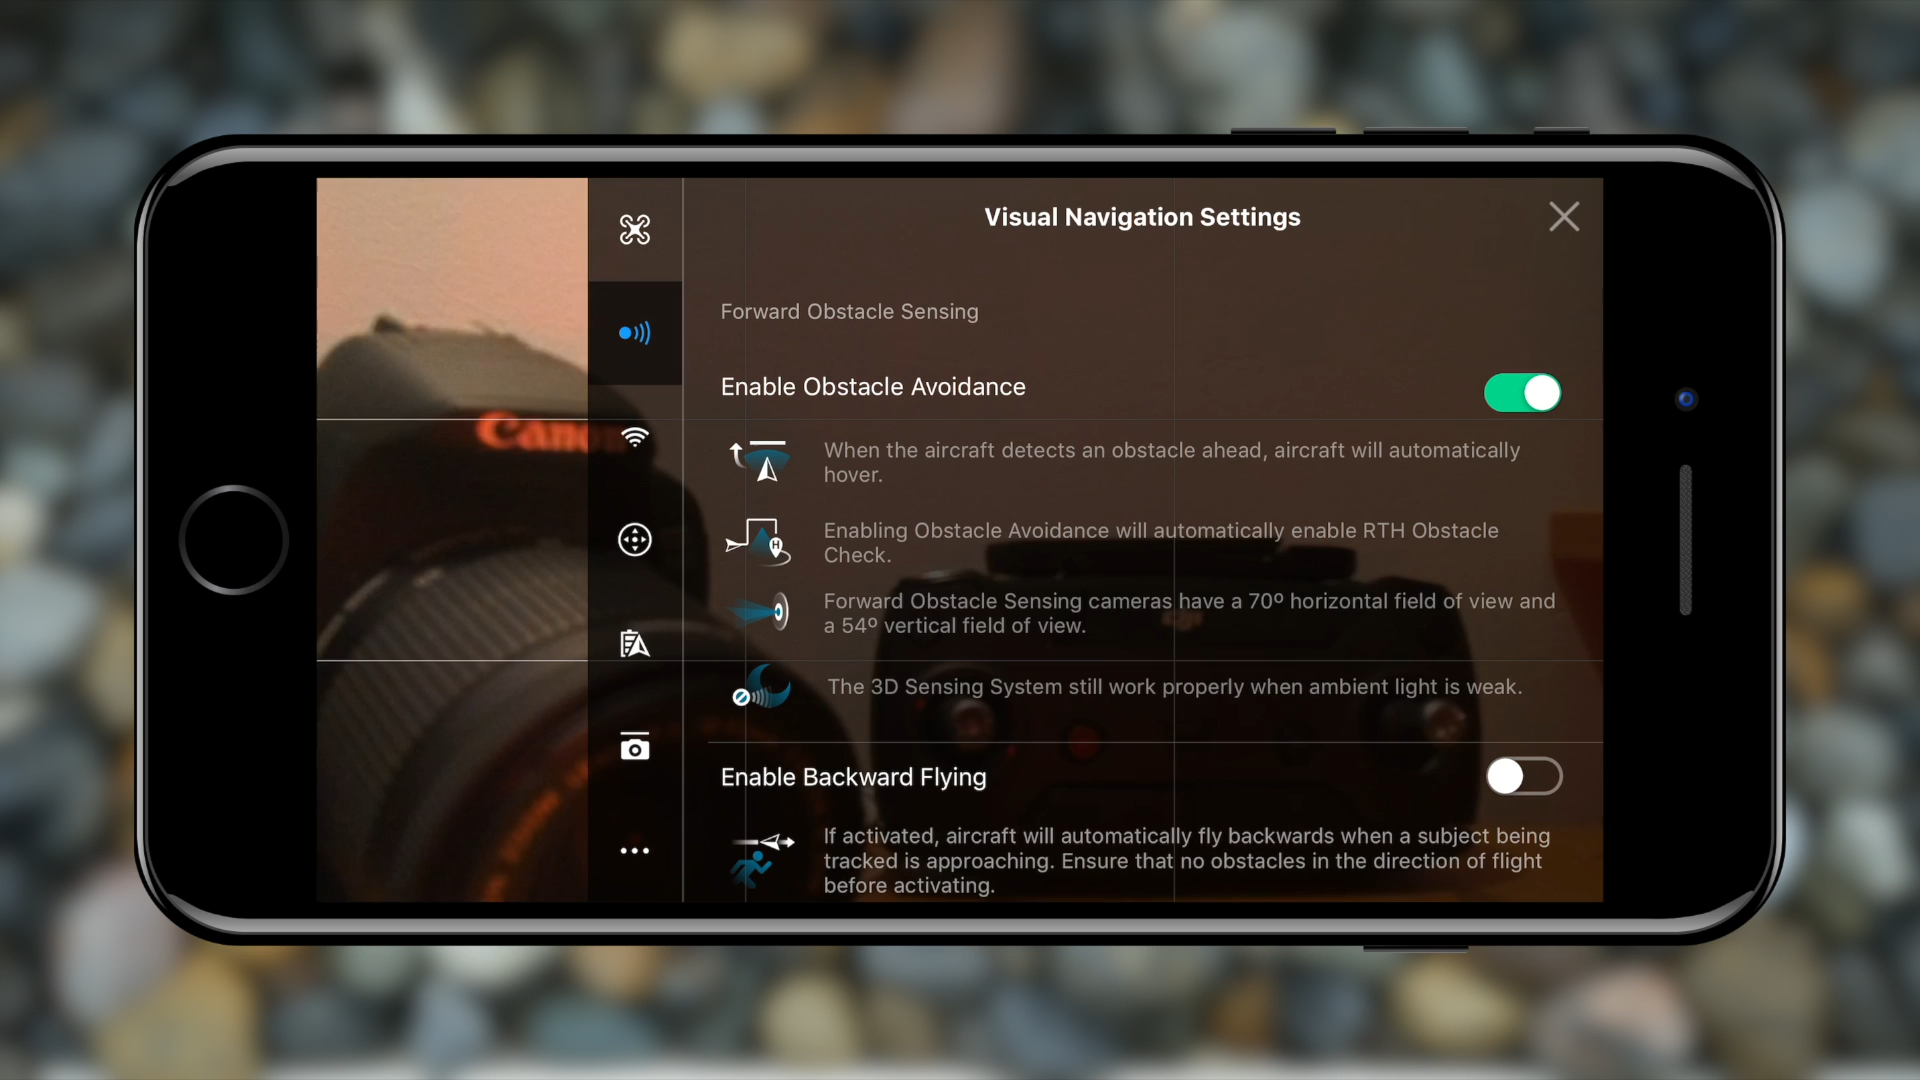 Visual Navigation Settings
Forward Obstacle Sensing
Enable Obstacle Avoidance
When the aircraft detects an obstacle ahead, aircraft will automatically
hover.
Enabling Obstacle Avoidance will automatically enable RTH Obstacle
Check.
H
Forward Obstacle Sensing cameras have a 70º horizontal field of view and
a 54º vertical field of view.
The 3D Sensing System still work properly when ambient light is weak.
Enable Backward Flying
If activated, aircraft will automatically fly backwards when a subject being
tracked is approaching. Ensure that no obstacles in the direction of flight
before activating.
Canon
dji